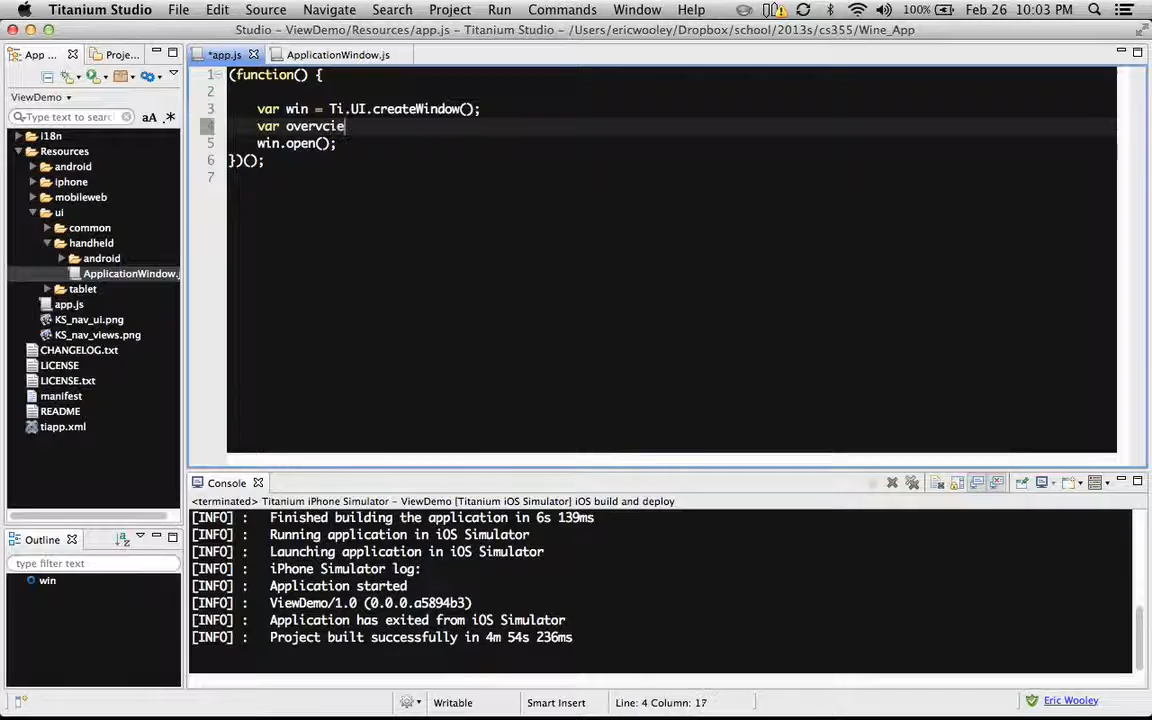 Titanium Studio File Edit Source Navigate Search Project Run Commands Window Help 100% Feb 26 10:03 PM
Studio - ViewDemo/Resources/app.js - Titanium Studio - /Users/ericwooley/Dropbox/school/2013s/cs355/Wine_App
App ... Proje...
*app.js ApplicationWindow.js
ViewDemo
Type to searc aA .*
i18n
Resources
android
iphone
mobileweb
ui
common
handheld
android
ApplicationWindow.j
tablet
app.js
KS_nav_ui.png
KS_nav_views.png
CHANGELOG.txt
LICENSE
LICENSE.txt
manifest
README
tiapp.xml
1 (function() {
2
3 var win = Ti.UI.createWindow();
4 var overvcie
5 win.open();
6 })();
7
Console
<terminated> Titanium iPhone Simulator - ViewDemo [Titanium iOS Simulator] iOS build and deploy
[INFO] : Finished building the application in 6s 139ms
[INFO] : Running application in iOS Simulator
[INFO] : Launching application in iOS Simulator
[INFO] : iPhone Simulator log:
[INFO] : Application started
[INFO] : ViewDemo/1.0 (0.0.0.a5894b3)
[INFO] : Application has exited from iOS Simulator
[INFO] : Project built successfully in 4m 54s 236ms
Outline
type filter text
win
Writable Smart Insert Line: 4 Column: 17 Eric Wooley